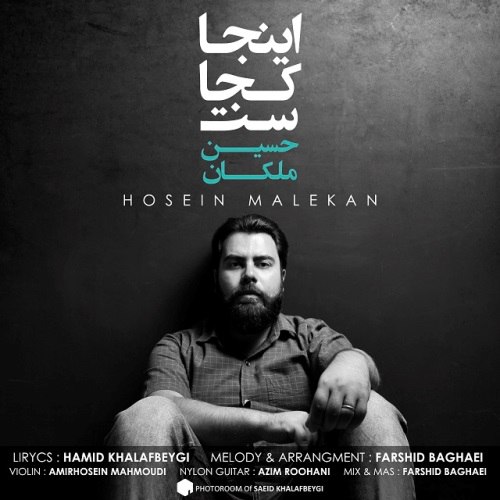 اینجا
کجا
ست
حسین
ملکان
HOSEIN MALEKAN
LIRYCS : HAMID KHALAFBEYGI MELODY & ARRANGMENT : FARSHID BAGHAEI
VIOLIN : AMIRHOSEIN MAHMOUDI NYLON GUITAR : AZIM ROOHANI MIX & MAS : FARSHID BAGHAEI
PHOTOROOM OF SAEID KHALAFBEYGI